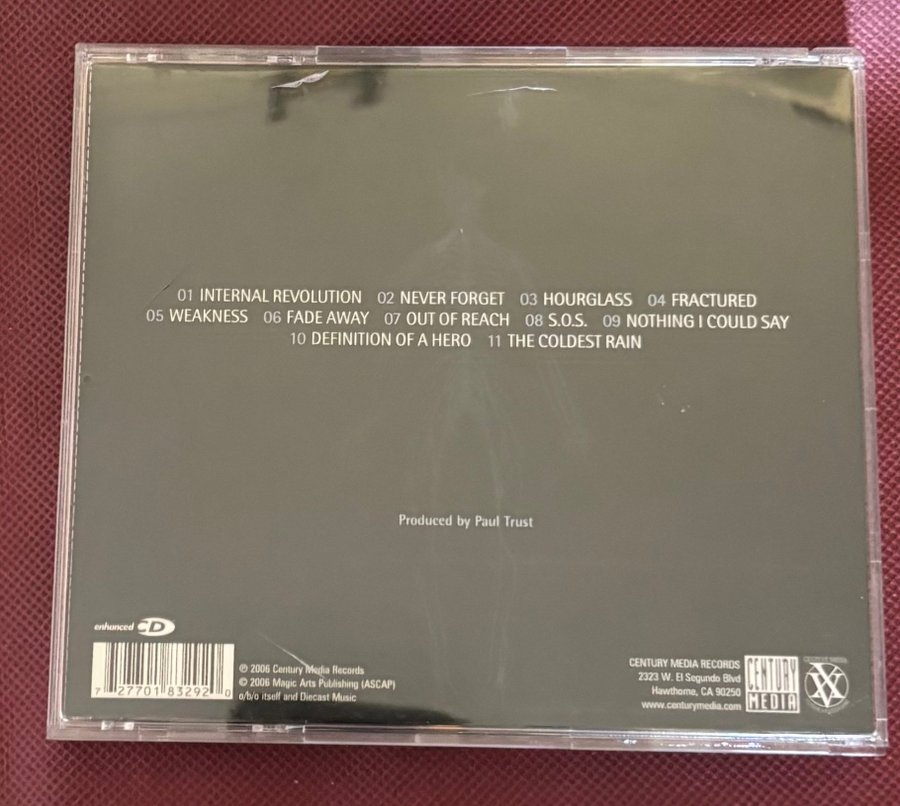 01 INTERNAL REVOLUTION 02 NEVER FORGET 03 HOURGLASS 04 FRACTURED
05 WEAKNESS 06 FADE AWAY 07 OUT OF REACH 08 S.O.S. 09 NOTHING I COULD SAY
10 DEFINITION OF A HERO 11 THE COLDEST RAIN
Produced by Paul Trust
enhanced CD
7 27701 83292 0
℗ 2006 Century Media Records
© 2006 Magic Arts Publishing (ASCAP)
o/b/o itself and Diecast Music
CENTURY MEDIA RECORDS
2323 W. El Segundo Blvd
Hawthorne, CA 90250
www.centurymedia.com
CENTURY
MEDIA